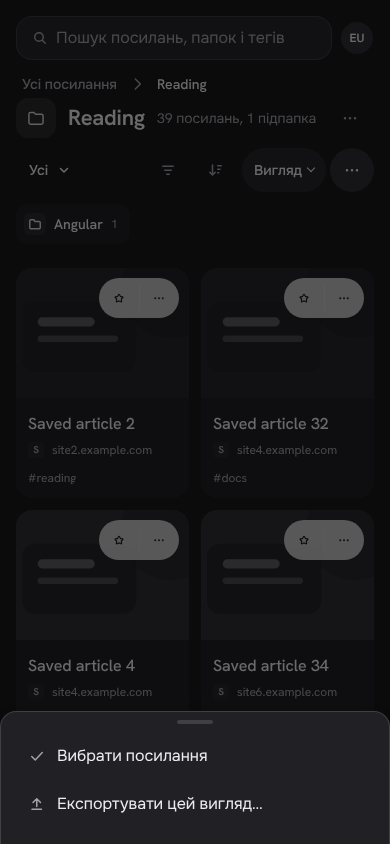 Пошук посилань, папок і тегів
EU
Усі посилання > Reading
Reading 39 посилань, 1 підпапка ...
Усі
Вигляд
...
Angular 1
...
...
Saved article 2
Saved article 32
S site2.example.com
S site4.example.com
#reading
#docs
...
...
Saved article 4
Saved article 34
S site4.example.com
S site6.example.com
Вибрати посилання
Експортувати цей вигляд...